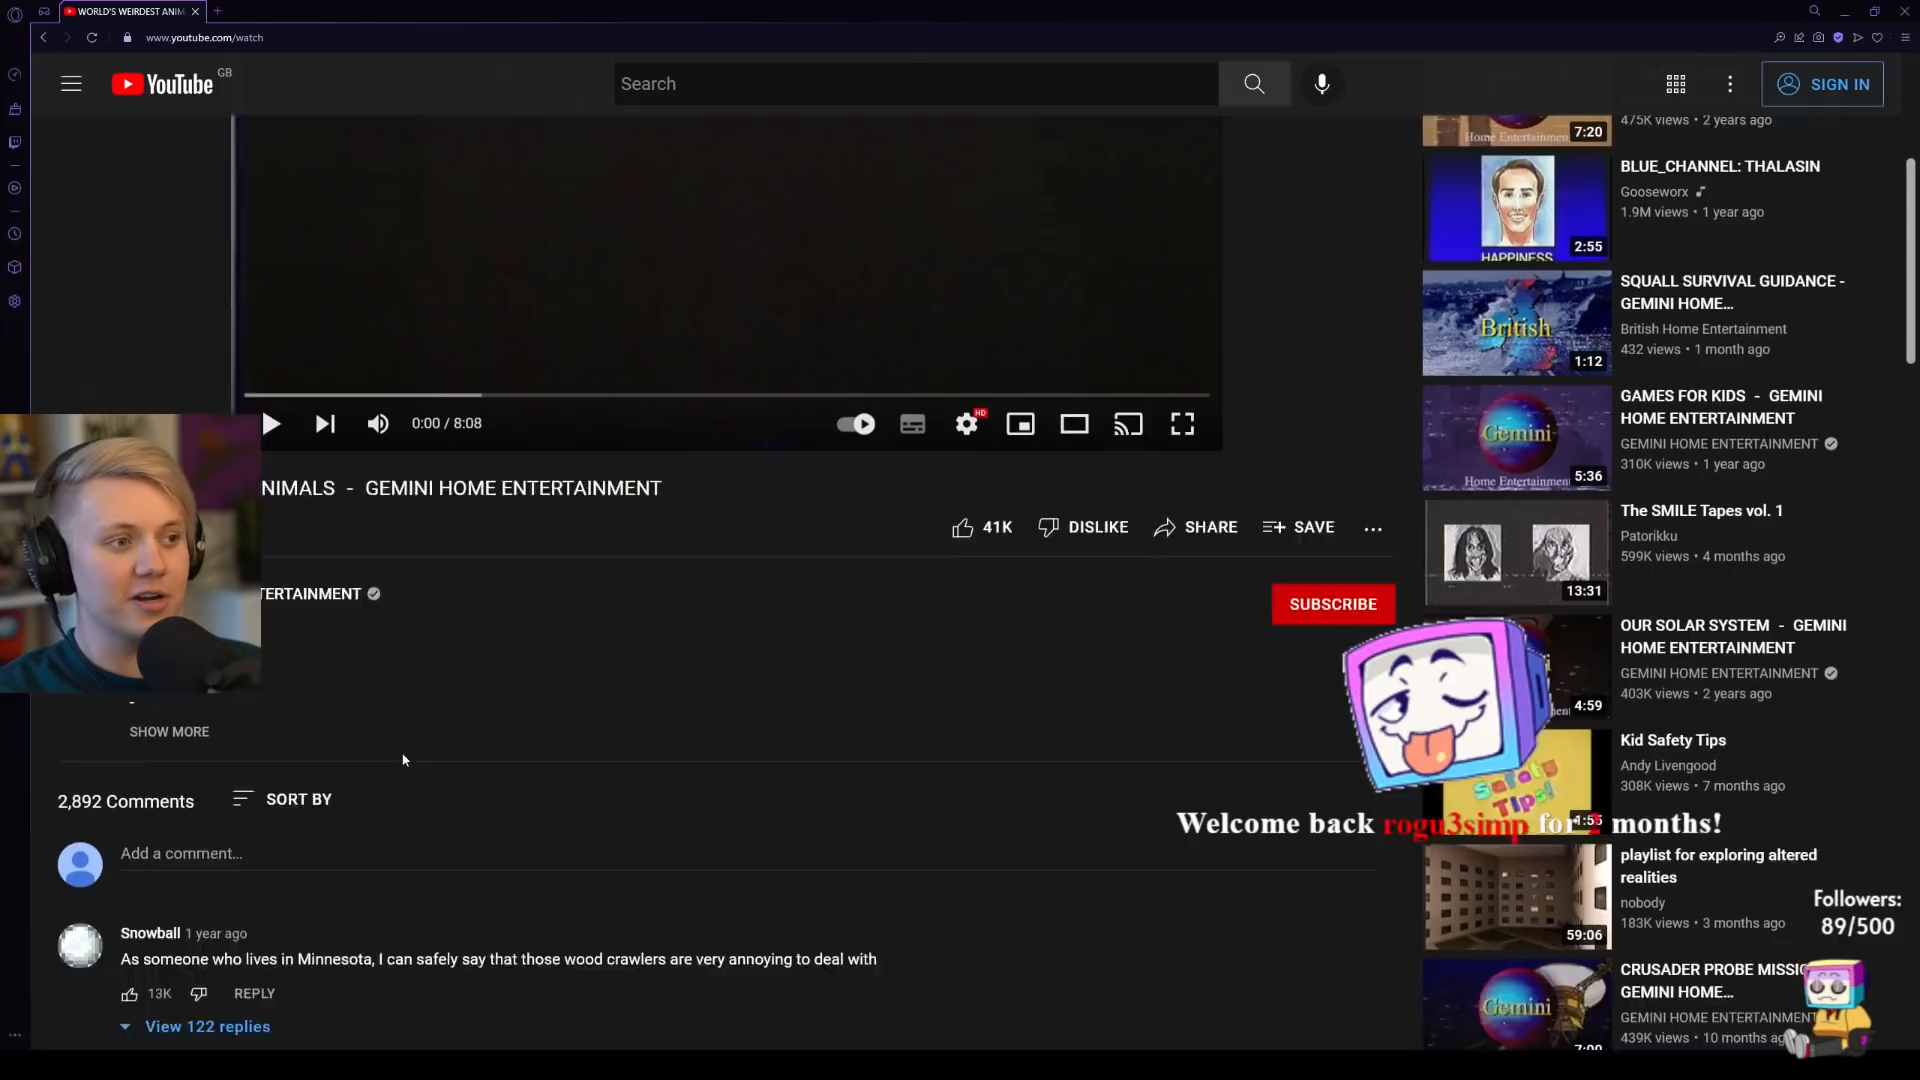 WORLD'S WEIRDEST ANIM
www.youtube.com/watch
YouTube GB
Search
SIGN IN
0:00 / 8:08
HD
NIMALS - GEMINI HOME ENTERTAINMENT
41K
DISLIKE
SHARE
SAVE
TERTAINMENT
SUBSCRIBE
-
SHOW MORE
2,892 Comments
SORT BY
Add a comment...
Snowball 1 year ago
As someone who lives in Minnesota, I can safely say that those wood crawlers are very annoying to deal with
13K
REPLY
View 122 replies
Home Entertainment
7:20
475K views • 2 years ago
HAPPINESS
2:55
BLUE_CHANNEL: THALASIN
Gooseworx
1.9M views • 1 year ago
British
1:12
SQUALL SURVIVAL GUIDANCE -
GEMINI HOME...
British Home Entertainment
432 views • 1 month ago
Gemini
Home Entertainment
5:36
GAMES FOR KIDS - GEMINI
HOME ENTERTAINMENT
GEMINI HOME ENTERTAINMENT
310K views • 1 year ago
13:31
The SMILE Tapes vol. 1
Patorikku
599K views • 4 months ago
4:59
OUR SOLAR SYSTEM - GEMINI
HOME ENTERTAINMENT
GEMINI HOME ENTERTAINMENT
403K views • 2 years ago
Safety
Tips!
1:55
Kid Safety Tips
Andy Livengood
308K views • 7 months ago
Welcome back rogu3simp for 2 months!
59:06
playlist for exploring altered
realities
nobody
183K views • 3 months ago
Followers:
89/500
Gemini
CRUSADER PROBE MISSIO
GEMINI HOME...
GEMINI HOME ENTERTAINMENT
439K views • 10 months ag